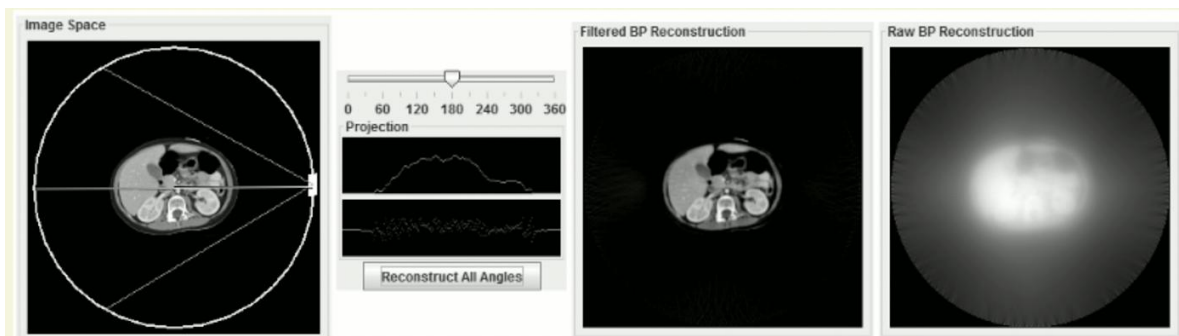 Image Space
0 60 120 180 240 300 360
Projection
Reconstruct All Angles
Filtered BP Reconstruction
Raw BP Reconstruction